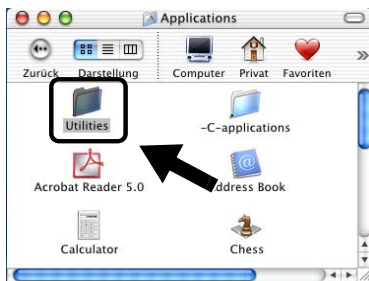 Applications
Zurück Darstellung Computer Privat Favoriten
Utilities -C-applications
Acrobat Reader 5.0 Address Book
Calculator Chess